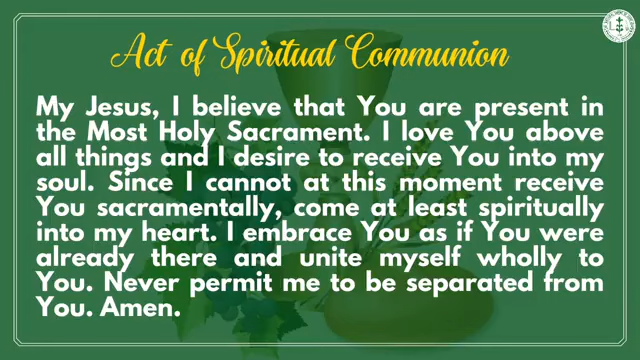 Act of Spiritual Communion
My Jesus, I believe that You are present in
the Most Holy Sacrament. I love You above
all things and I desire to receive You into my
soul. Since I cannot at this moment receive
You sacramentally, come at least spiritually
into my heart. I embrace You as if You were
already there and unite myself wholly to
You. Never permit me to be separated from
You. Amen.